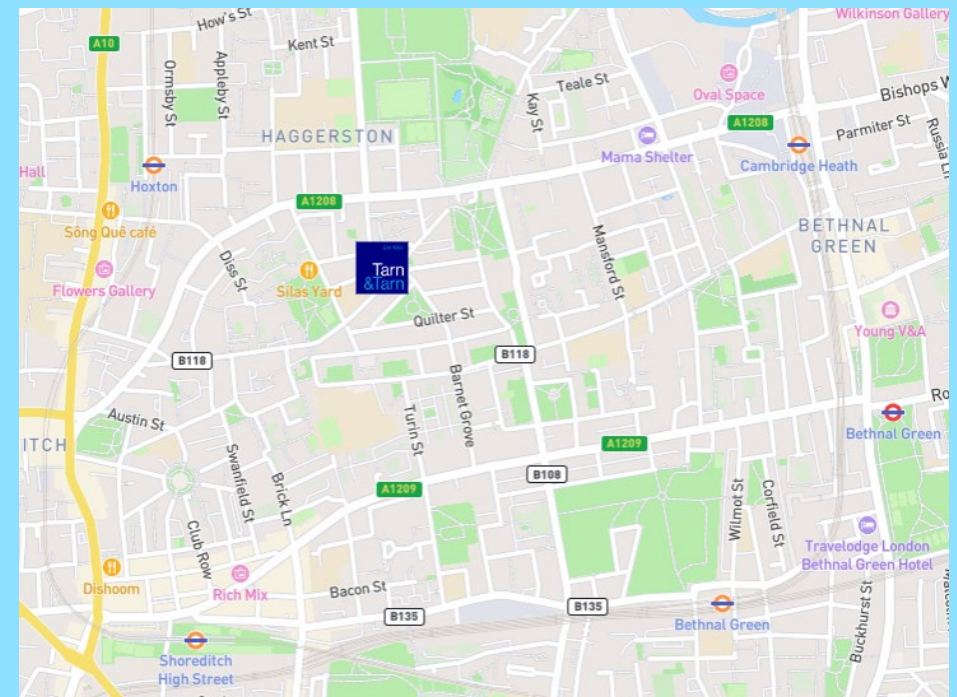 How's St
Wilkinson Gallery
A10
Kent St
Ormsby St
Appleby St
Teale St
Oval Space
Bishops W
Kay St
A1208
Parmiter St
Russia Ln
HAGGERSTON
Mama Shelter
Cambridge Heath
Hall
Hoxton
A1208
Sông Quê café
BETHNAL
GREEN
Mansford St
Diss St
Tarn
&Tarn
Flowers Gallery
Silas Yard
Quilter St
Young V&A
B118
B118
Barnet Grove
Austin St
Turin St
Ro
ITCH
A1209
Bethnal Green
Swanfield St
Brick Ln
B108
A1209
Wilmot St
Corfield St
Club Row
Travelodge London
Bethnal Green Hotel
Dishoom
Rich Mix
Bacon St
B135
B135
Bethnal Green
Buckhurst St
Shoreditch
High Street